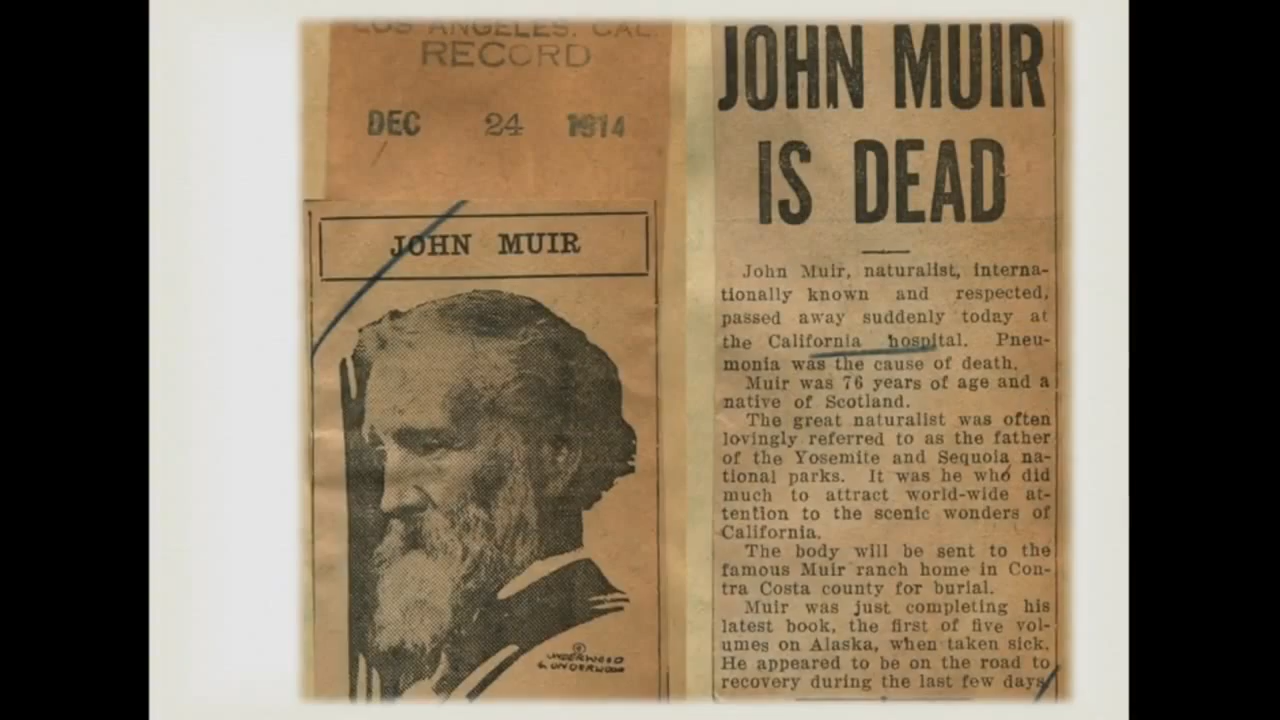 LOS ANGELES, CAL.
RECORD
DEC 24 1914
JOHN MUIR
UNDERWOOD
& UNDERWOOD
JOHN MUIR
IS DEAD
John Muir, naturalist, interna-
tionally known and respected,
passed away suddenly today at
the California hospital. Pneu-
monia was the cause of death.
Muir was 76 years of age and a
native of Scotland.
The great naturalist was often
lovingly referred to as the father
of the Yosemite and Sequoia na-
tional parks. It was he who did
much to attract world-wide at-
tention to the scenic wonders of
California.
The body will be sent to the
famous Muir ranch home in Con-
tra Costa county for burial.
Muir was just completing his
latest book, the first of five vol-
umes on Alaska, when taken sick.
He appeared to be on the road to
recovery during the last few days